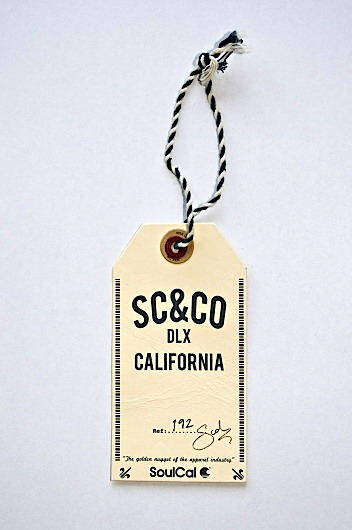 SC&CO
DLX
CALIFORNIA
Ref:......192
"The golden nugget of the apparel industry"
SoulCal